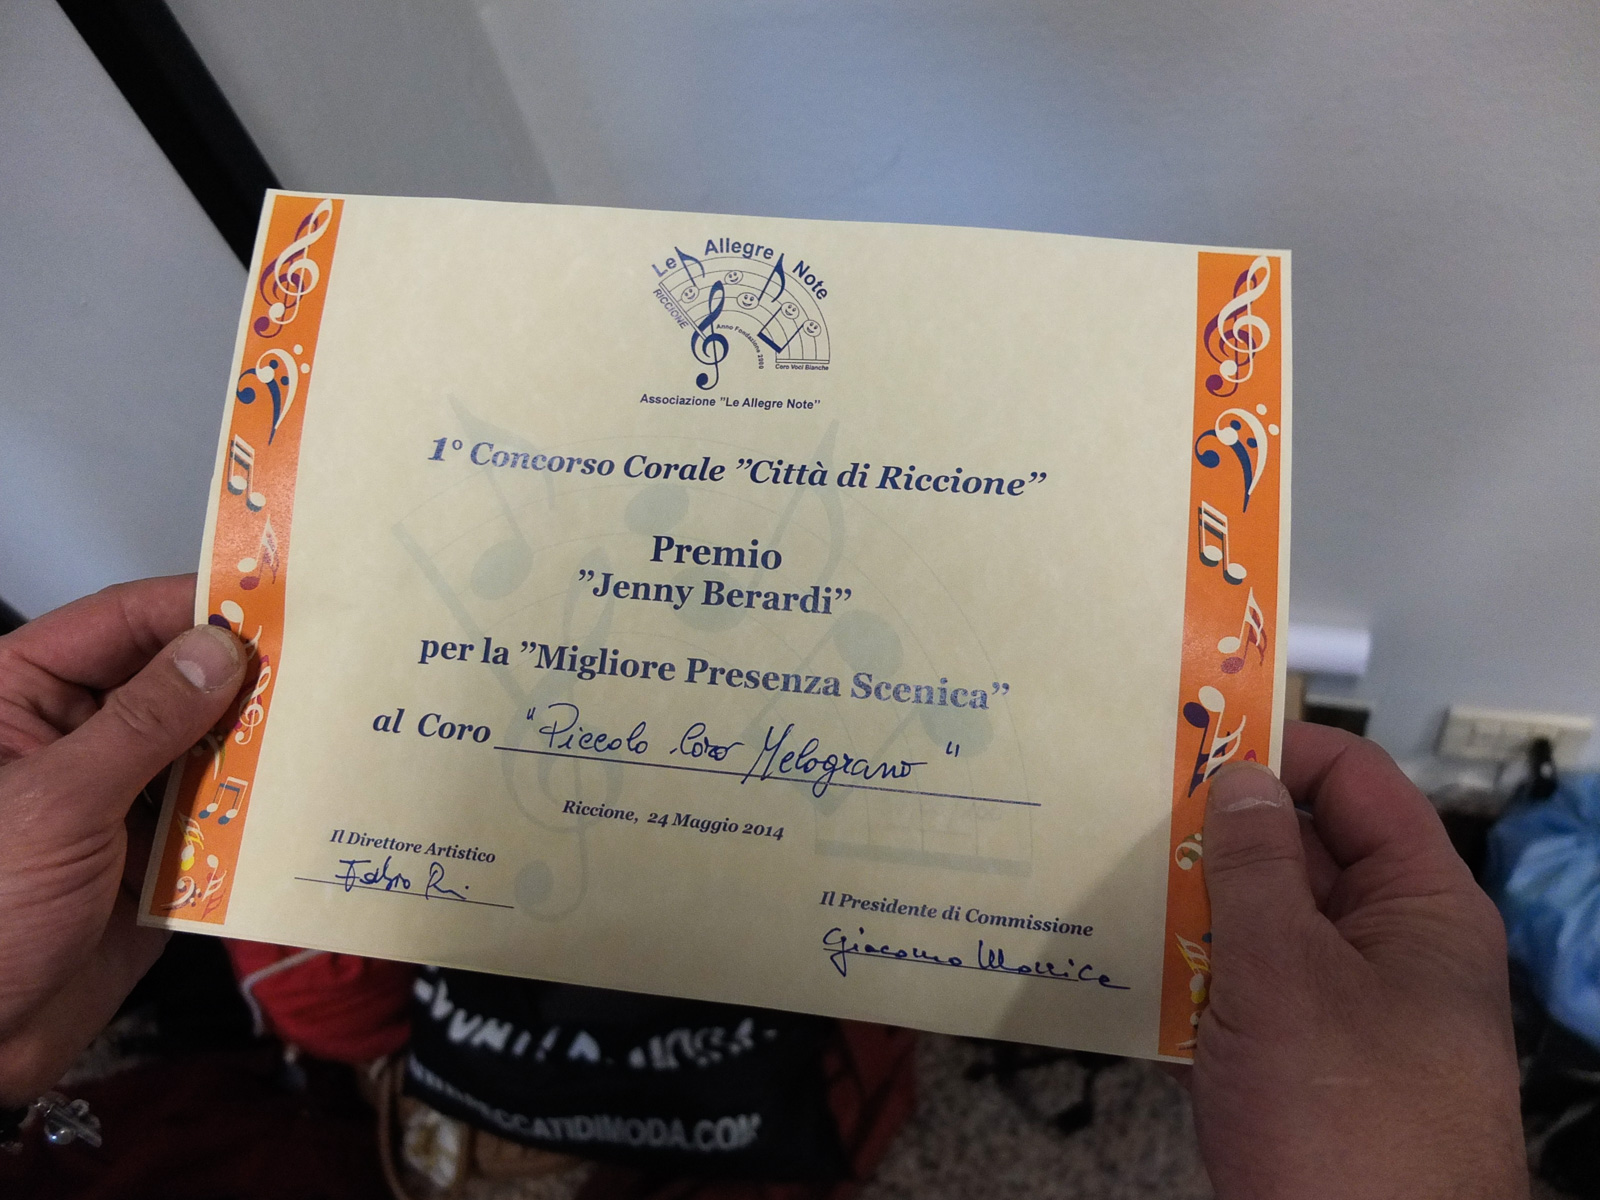 Le Allegre Note
RICCIONE
Anno Fondazione 2000
Coro Voci Bianche
Associazione "Le Allegre Note"
1° Concorso Corale "Città di Riccione"
Premio
"Jenny Berardi"
per la "Migliore Presenza Scenica"
al Coro "Piccolo Coro Melograno"
Riccione, 24 Maggio 2014
Il Direttore Artistico
Fabio
Il Presidente di Commissione
Giacomo Monica